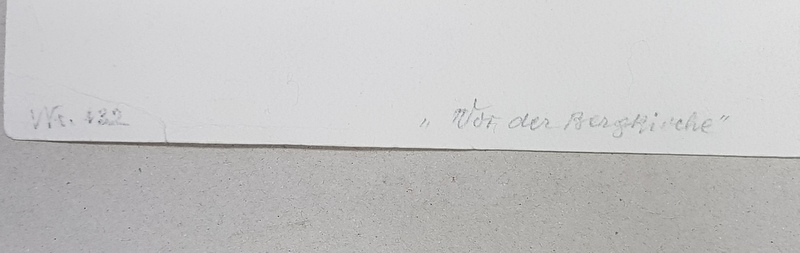 Nr. 132 „Vor der Bergkirche"